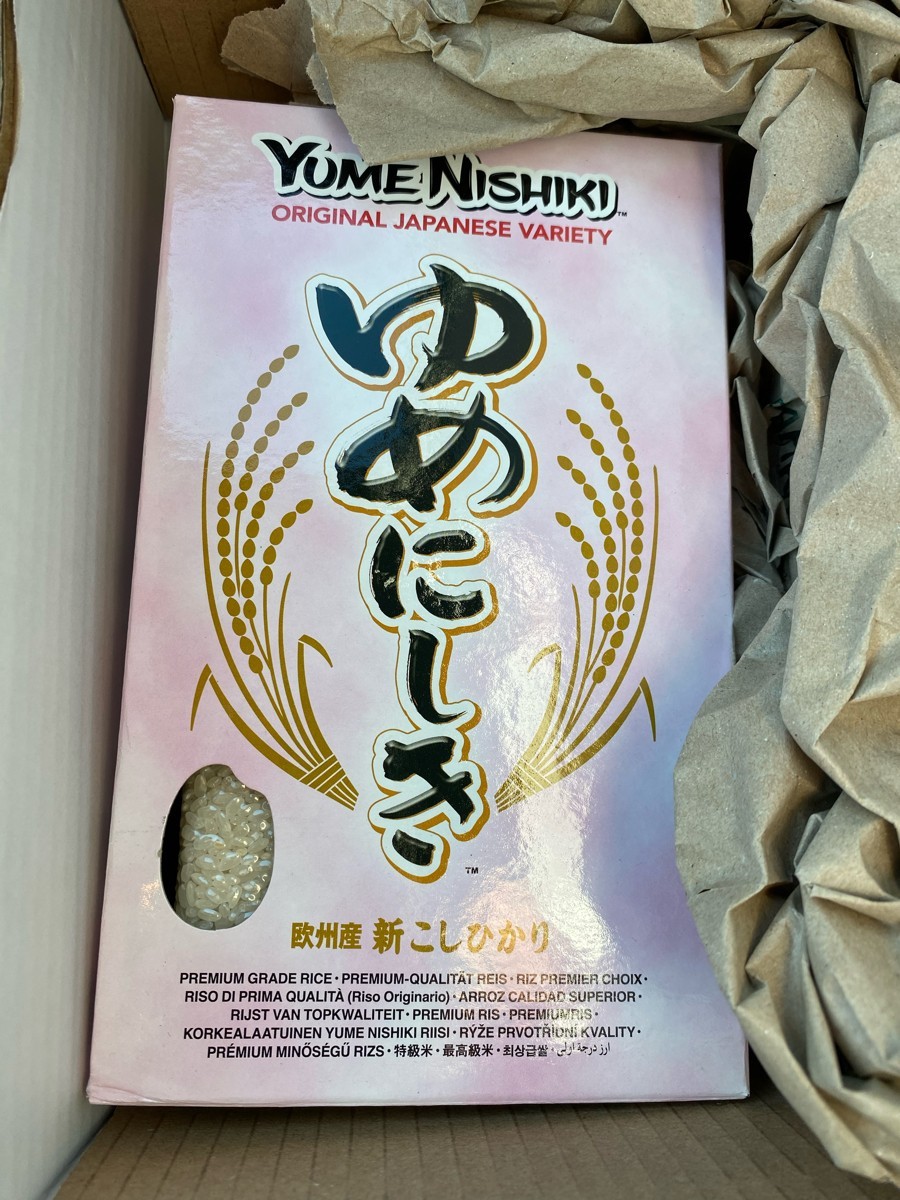 YUME NISHIKI™
ORIGINAL JAPANESE VARIETY
ゆめにしき™
欧州産 新こしひかり
PREMIUM GRADE RICE • PREMIUM-QUALITÄT REIS • RIZ PREMIER CHOIX •
RISO DI PRIMA QUALITÀ (Riso Originario) • ARROZ CALIDAD SUPERIOR •
RIJST VAN TOPKWALITEIT • PREMIUM RIS • PREMIUMRIS •
KORKEALAATUINEN YUME NISHIKI RIISI • RÝŽE PRVOTŘÍDNÍ KVALITY •
PRÉMIUM MINŐSÉGŰ RIZS • 特級米 • 最高級米 • 최상급쌀 •